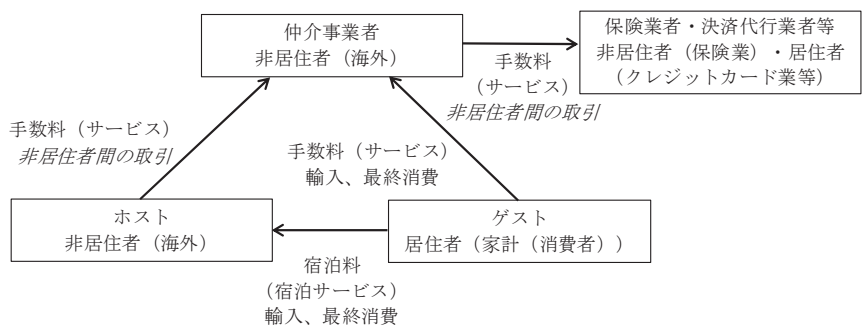 仲介事業者
非居住者（海外）
保険業者・決済代行業者等
非居住者（保険業）・居住者
（クレジットカード業等）
手数料
（サービス）
非居住者間の取引
手数料（サービス）
非居住者間の取引
手数料（サービス）
輸入、最終消費
ホスト
非居住者（海外）
ゲスト
居住者（家計（消費者））
宿泊料
（宿泊サービス）
輸入、最終消費